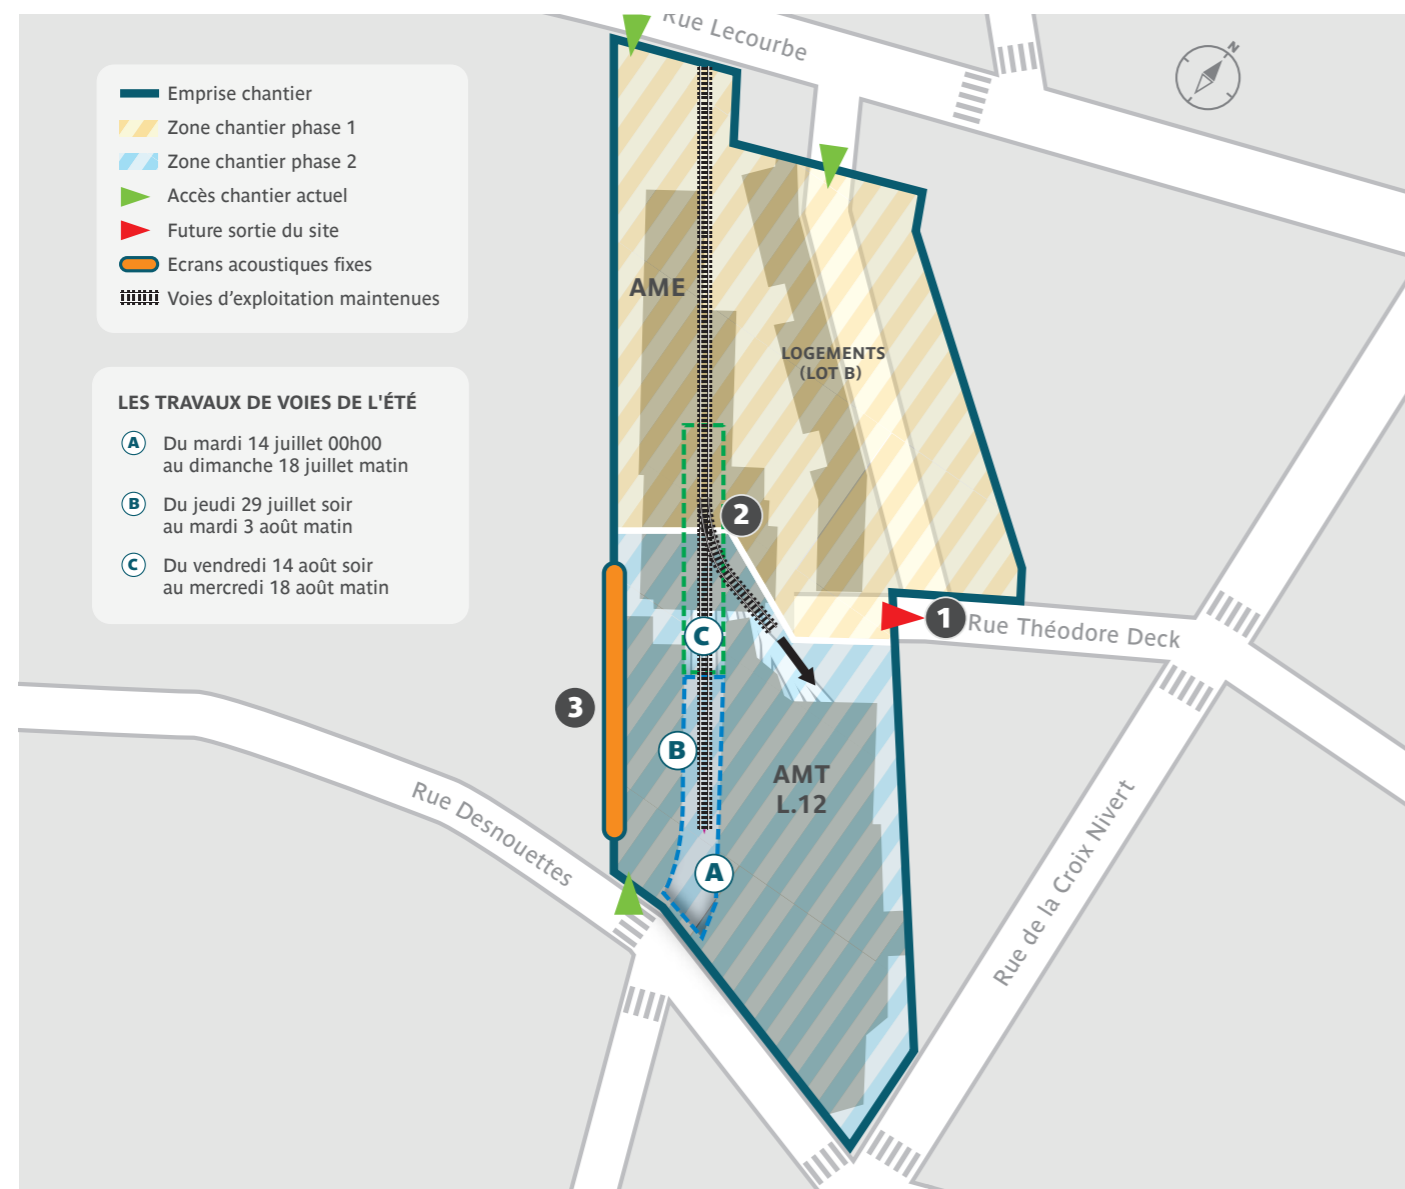 Rue Lecourbe
N
Emprise chantier
Zone chantier phase 1
Zone chantier phase 2
Accès chantier actuel
Future sortie du site
Ecrans acoustiques fixes
Voies d'exploitation maintenues
LES TRAVAUX DE VOIES DE L'ÉTÉ
A Du mardi 14 juillet 00h00
au dimanche 18 juillet matin
B Du jeudi 29 juillet soir
au mardi 3 août matin
C Du vendredi 14 août soir
au mercredi 18 août matin
AME
LOGEMENTS
(LOT B)
2
1
Rue Théodore Deck
C
3
B
AMT
L.12
A
Rue Desnouettes
Rue de la Croix Nivert